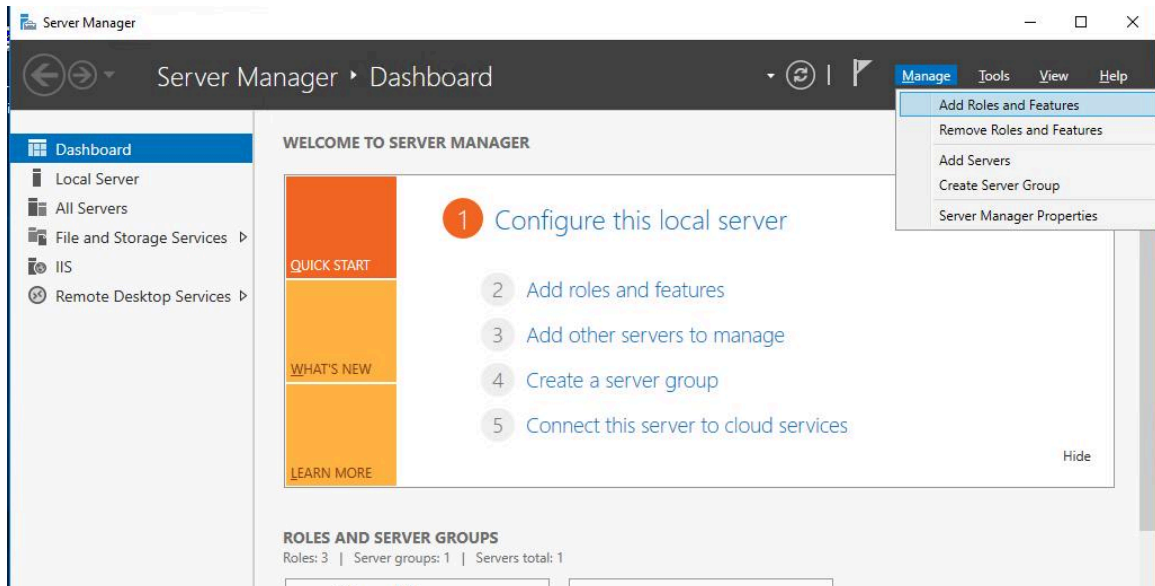 Server Manager
Server Manager ‣ Dashboard
Manage Tools View Help
Add Roles and Features
Remove Roles and Features
Add Servers
Create Server Group
Server Manager Properties
Dashboard
Local Server
All Servers
File and Storage Services
IIS
Remote Desktop Services
WELCOME TO SERVER MANAGER
QUICK START
WHAT'S NEW
LEARN MORE
1 Configure this local server
2 Add roles and features
3 Add other servers to manage
4 Create a server group
5 Connect this server to cloud services
Hide
ROLES AND SERVER GROUPS
Roles: 3 | Server groups: 1 | Servers total: 1